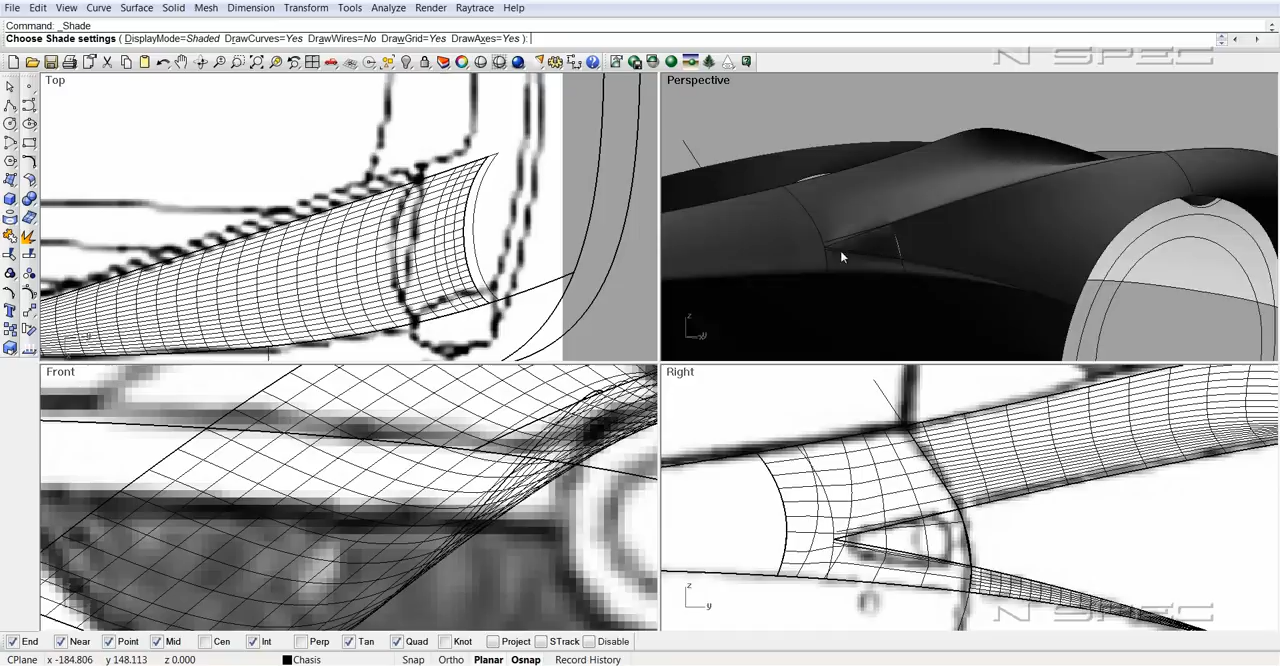 File Edit View Curve Surface Solid Mesh Dimension Transform Tools Analyze Render Raytrace Help
Command: _Shade
Choose Shade settings ( DisplayMode=Shaded DrawCurves=Yes DrawWires=No DrawGrid=Yes DrawAxes=Yes ):
N SPEC
Top
Perspective
z
Front
Right
z
y
N SPEC
End Near Point Mid Cen Int Perp Tan Quad Knot Project STrack Disable
CPlane x -184.806 y 148.113 z 0.000 Chasis Snap Ortho Planar Osnap Record History